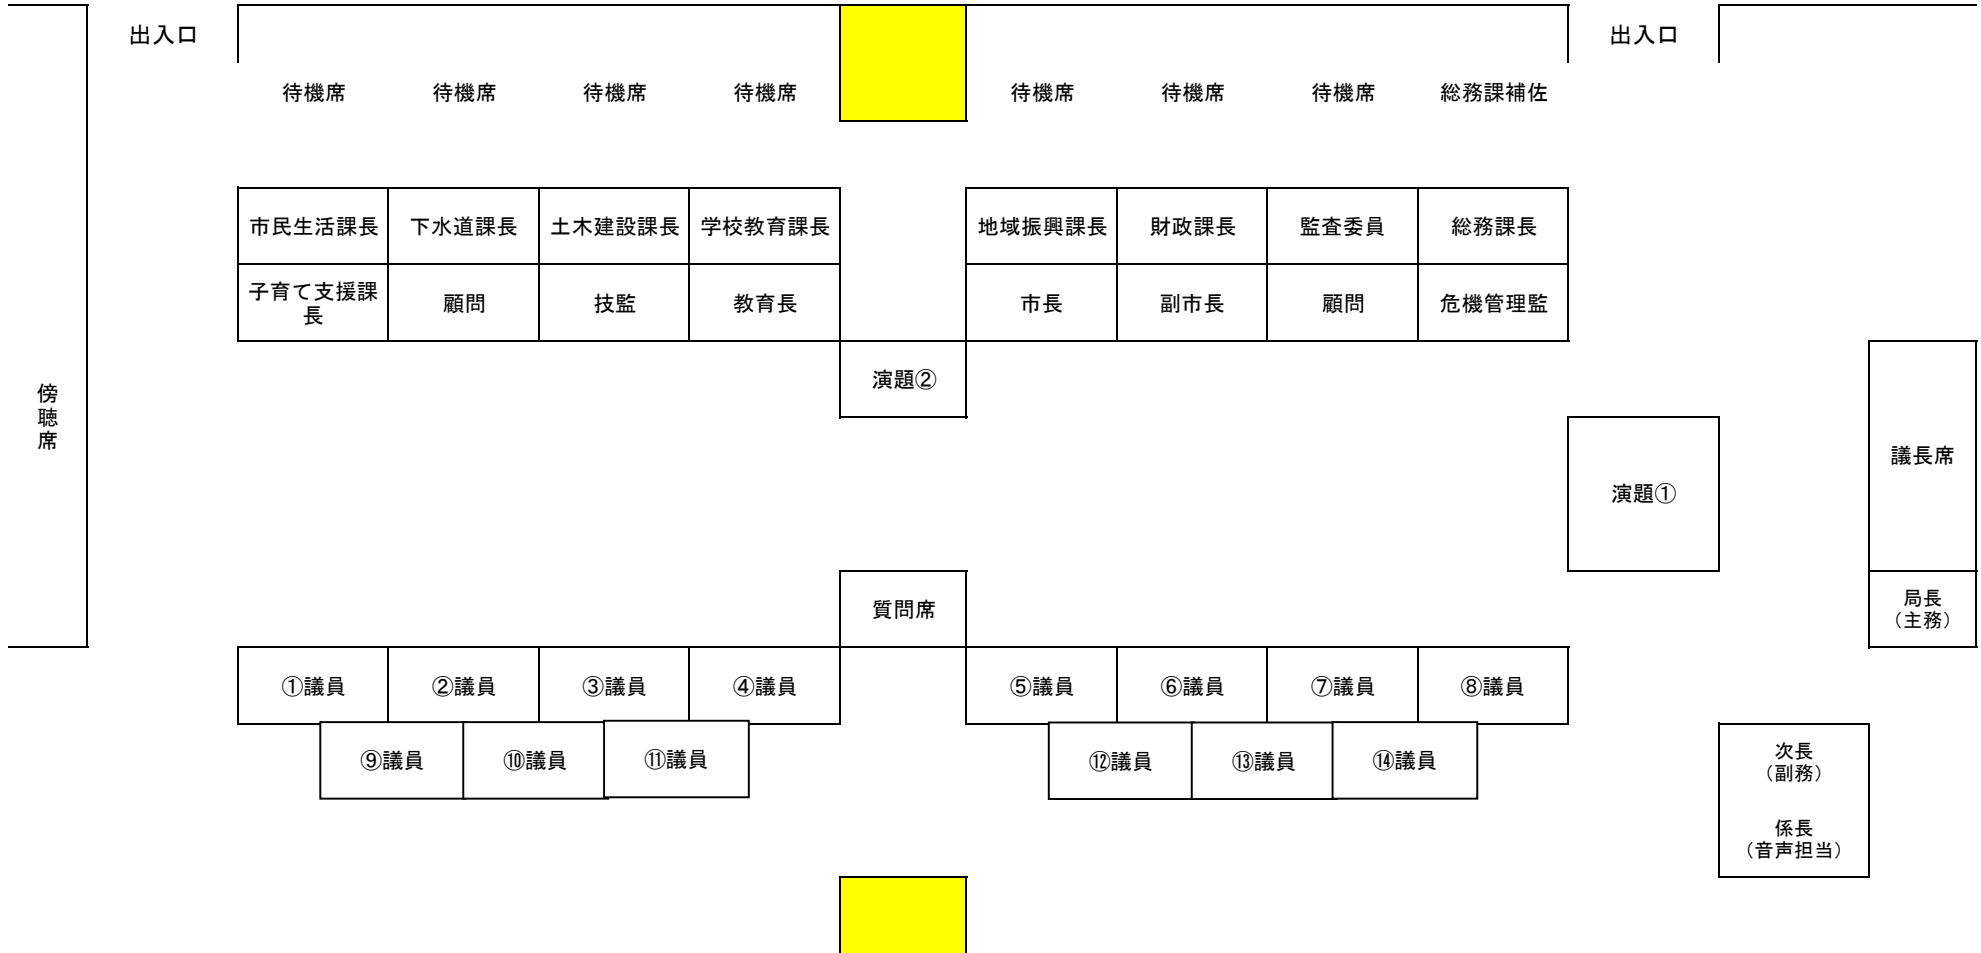 出入口
出入口
待機席
待機席
待機席
待機席
待機席
待機席
待機席
総務課補佐
市民生活課長
下水道課長
土木建設課長
学校教育課長
地域振興課長
財政課長
監査委員
総務課長
子育て支援課
長
顧問
技監
教育長
市長
副市長
顧問
危機管理監
演題②
傍聴席
議長席
演題①
質問席
局長
（主務）
①議員
②議員
③議員
④議員
⑤議員
⑥議員
⑦議員
⑧議員
⑨議員
⑩議員
⑪議員
⑫議員
⑬議員
⑭議員
次長
（副務）
係長
（音声担当）